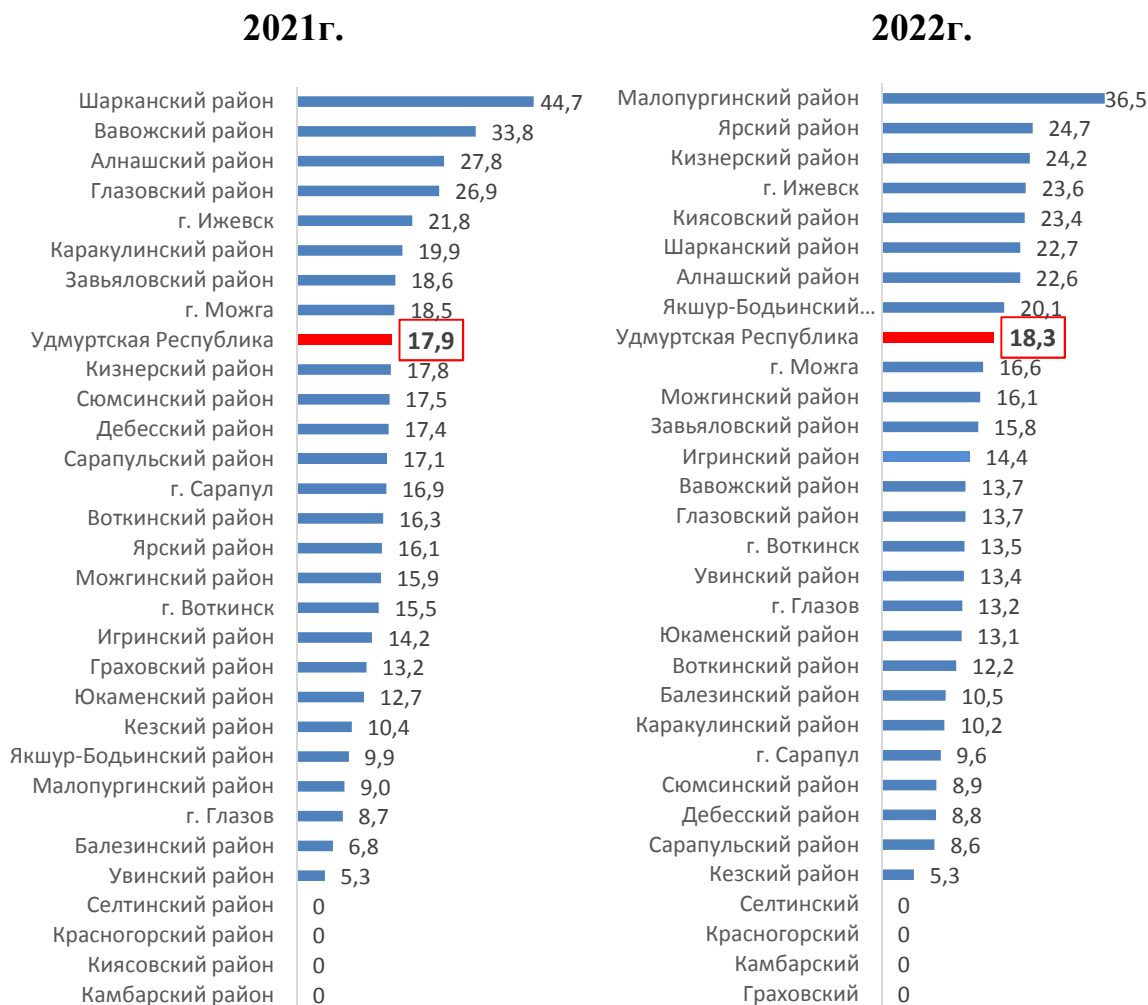 2021г.
Шарканский район 44,7
Вавожский район 33,8
Алнашский район 27,8
Глазовский район 26,9
г. Ижевск 21,8
Каракулинский район 19,9
Завьяловский район 18,6
г. Можга 18,5
Удмуртская Республика 17,9
Кизнерский район 17,8
Сюмсинский район 17,5
Дебесский район 17,4
Сарапульский район 17,1
г. Сарапул 16,9
Воткинский район 16,3
Ярский район 16,1
Можгинский район 15,9
г. Воткинск 15,5
Игринский район 14,2
Граховский район 13,2
Юкаменский район 12,7
Кезский район 10,4
Якшур-Бодьинский район 9,9
Малопургинский район 9,0
г. Глазов 8,7
Балезинский район 6,8
Увинский район 5,3
Селтинский район 0
Красногорский район 0
Киясовский район 0
Камбарский район 0
2022г.
Малопургинский район 36,5
Ярский район 24,7
Кизнерский район 24,2
г. Ижевск 23,6
Киясовский район 23,4
Шарканский район 22,7
Алнашский район 22,6
Якшур-Бодьинский... 20,1
Удмуртская Республика 18,3
г. Можга 16,6
Можгинский район 16,1
Завьяловский район 15,8
Игринский район 14,4
Вавожский район 13,7
Глазовский район 13,7
г. Воткинск 13,5
Увинский район 13,4
г. Глазов 13,2
Юкаменский район 13,1
Воткинский район 12,2
Балезинский район 10,5
Каракулинский район 10,2
г. Сарапул 9,6
Сюмсинский район 8,9
Дебесский район 8,8
Сарапульский район 8,6
Кезский район 5,3
Селтинский 0
Красногорский 0
Камбарский 0
Граховский 0